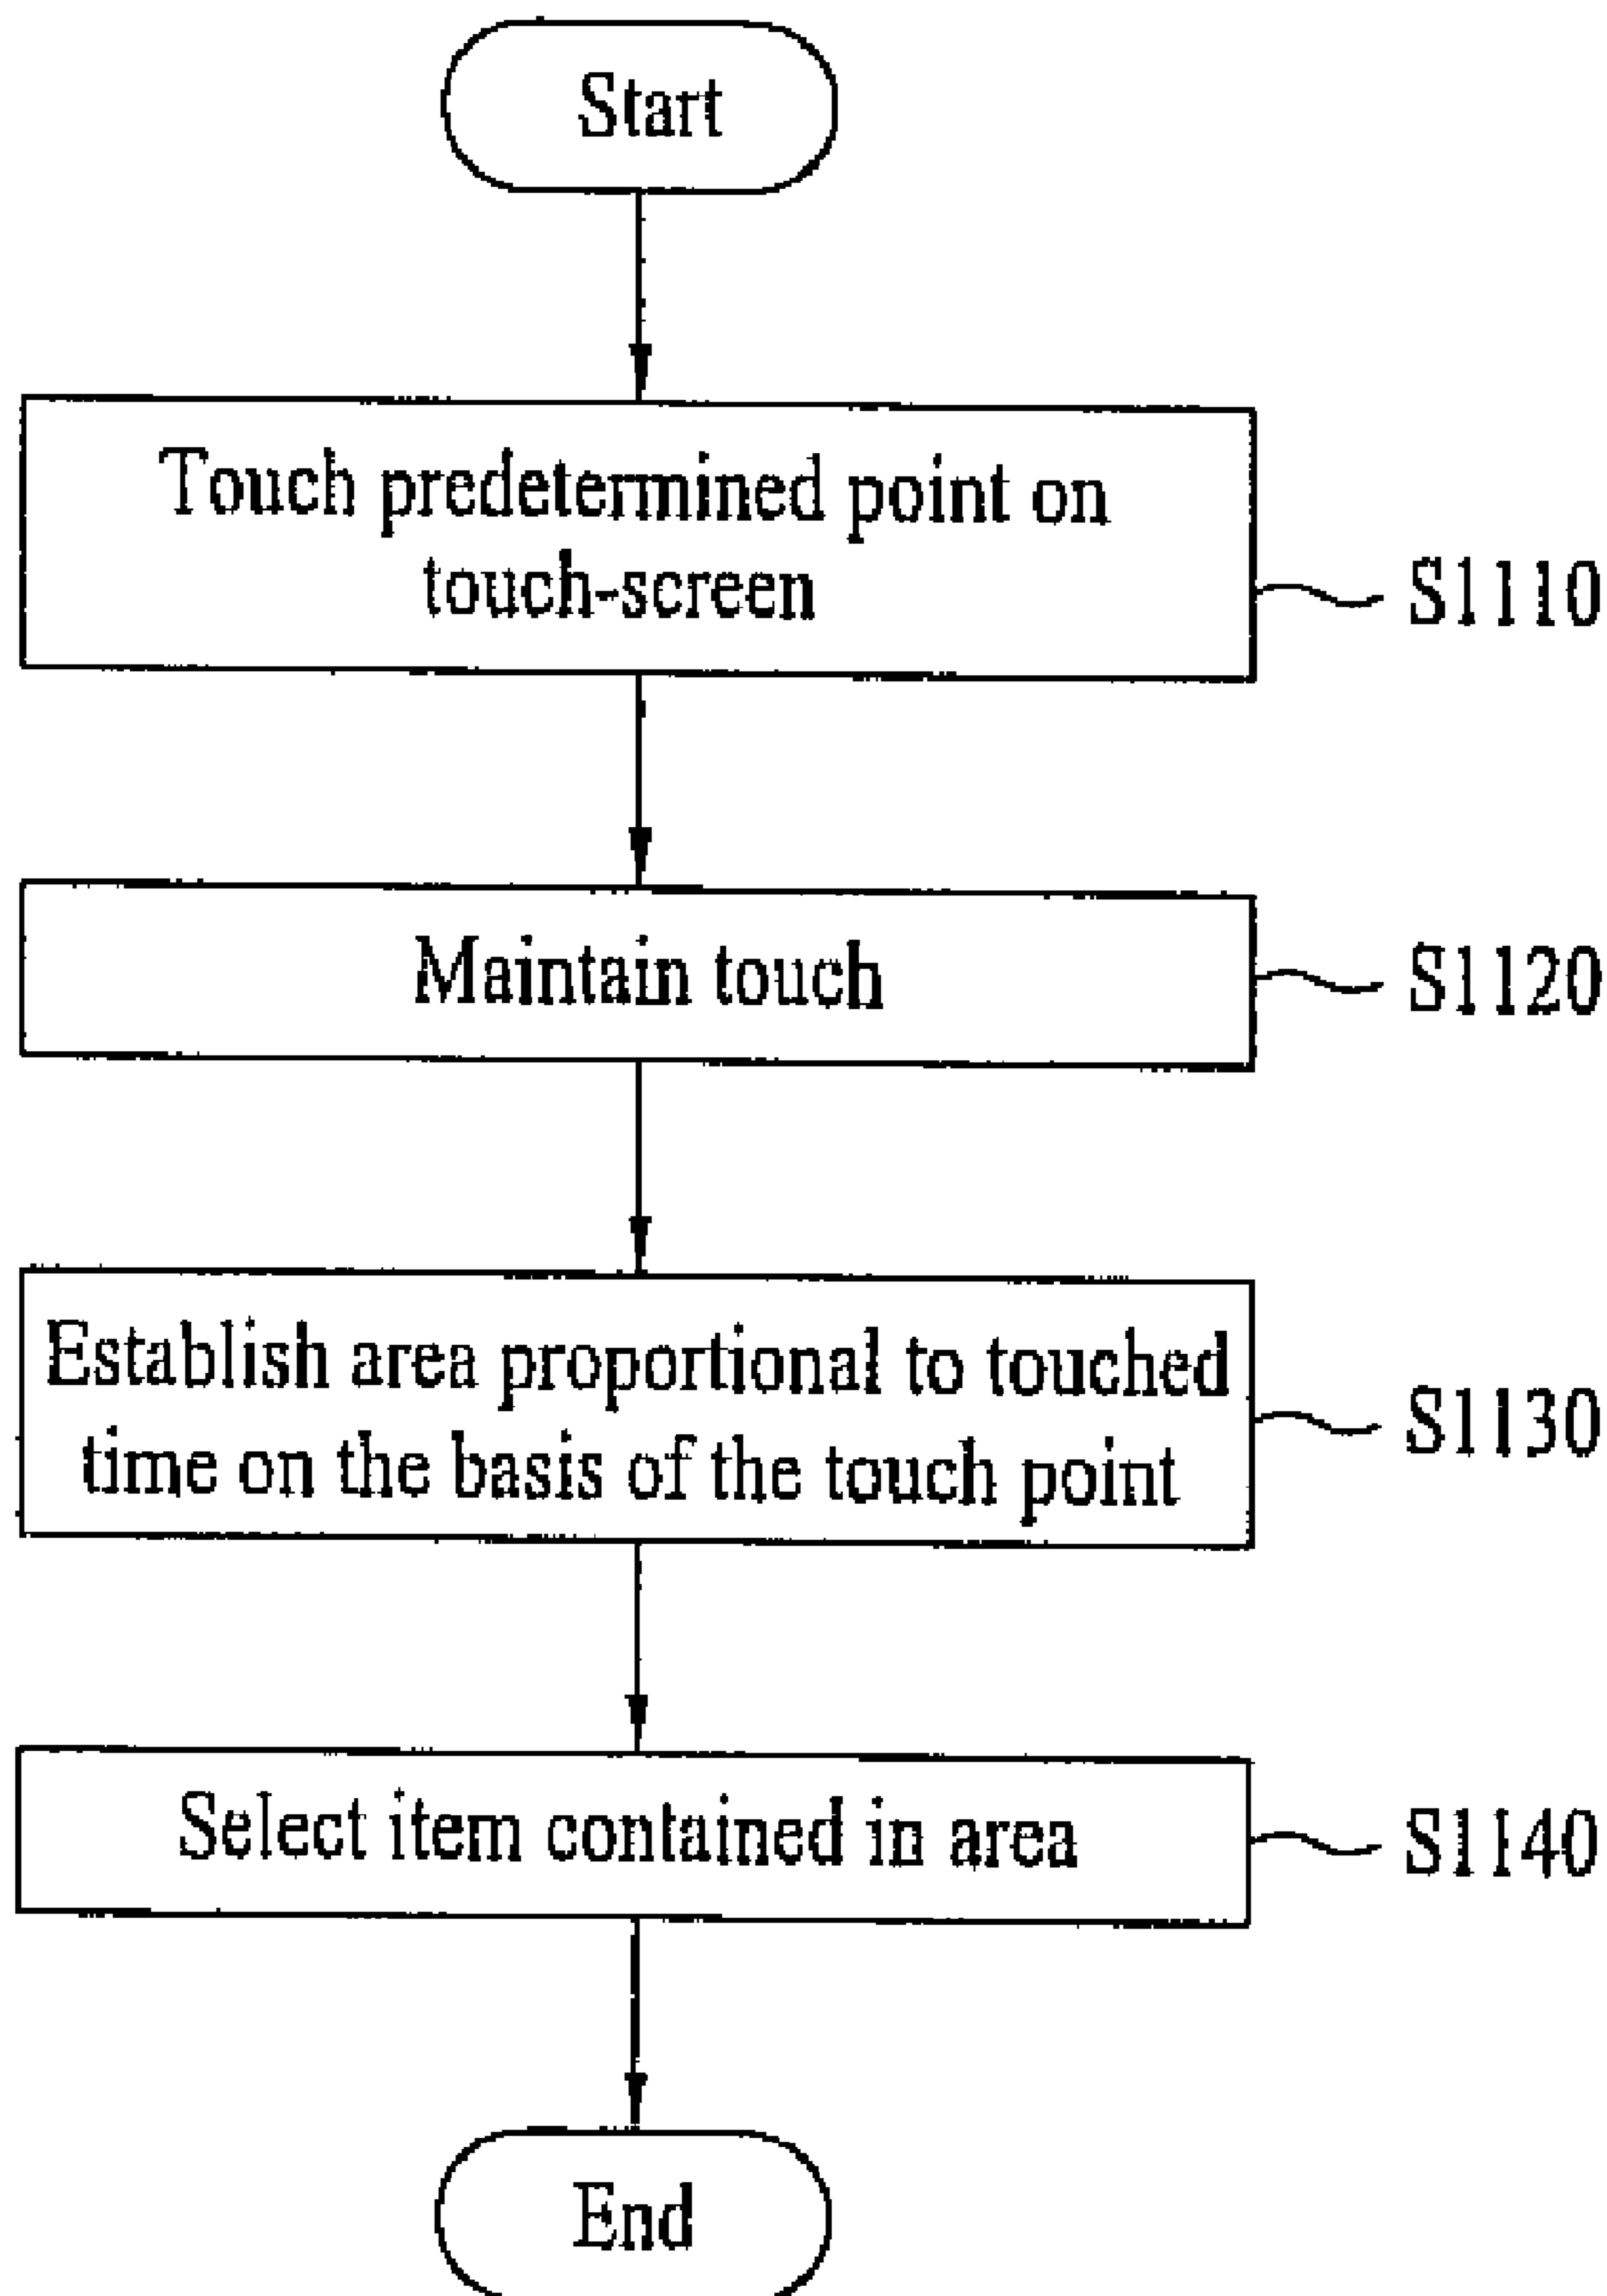 Start
Touch predetermined point on
touch-screen
S1110
Maintain touch
S1120
Establish area proportional to touched
time on the basis of the touch point
S1130
Select item contained in area
S1140
End